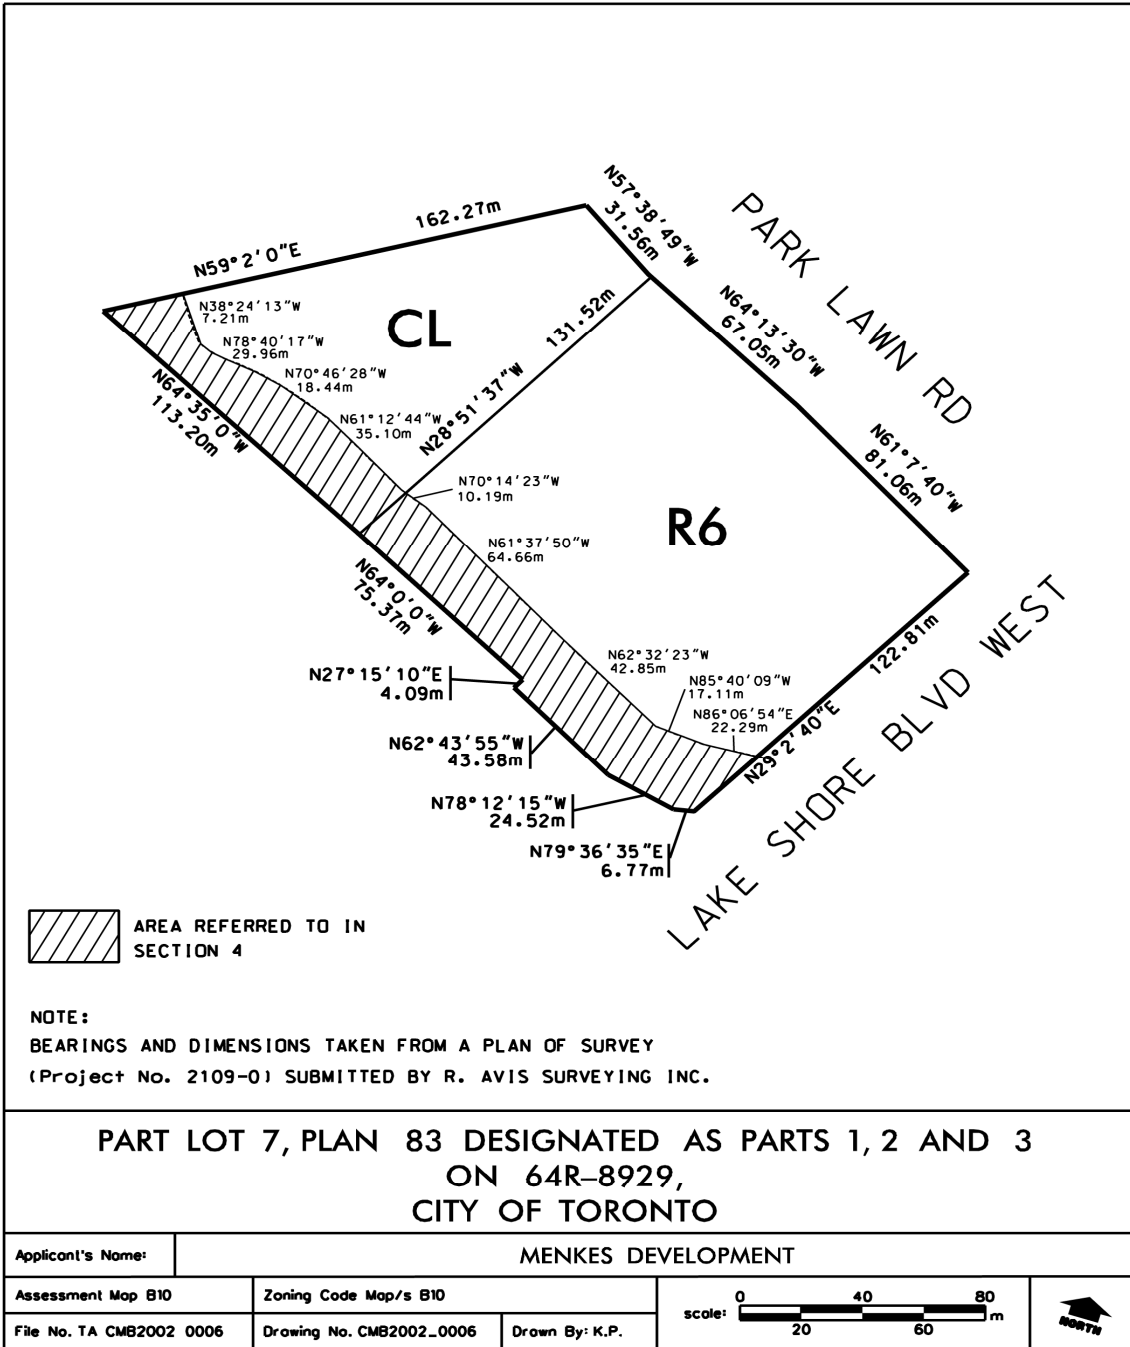 N57°38'49"W
31.56m
PARK LAWN RD
162.27m
N59°2'0"E
N38°24'13"W
7.21m
CL
131.52m
N64°13'30"W
67.05m
N78°40'17"W
29.96m
N70°46'28"W
18.44m
N64°35'0"W
113.20m
N61°12'44"W
35.10m
N28°51'37"W
N61°7'40"W
81.06m
N70°14'23"W
10.19m
R6
N61°37'50"W
64.66m
N64°0'0"W
75.37m
122.81m
LAKE SHORE BLVD WEST
N62°32'23"W
42.85m
N27°15'10"E
4.09m
N85°40'09"W
17.11m
N86°06'54"E
22.29m
N29°2'40"E
N62°43'55"W
43.58m
N78°12'15"W
24.52m
N79°36'35"E
6.77m
AREA REFERRED TO IN
SECTION 4
NOTE:
BEARINGS AND DIMENSIONS TAKEN FROM A PLAN OF SURVEY
(Project No. 2109-0) SUBMITTED BY R. AVIS SURVEYING INC.
PART LOT 7, PLAN 83 DESIGNATED AS PARTS 1, 2 AND 3
ON 64R-8929,
CITY OF TORONTO
Applicant's Name: MENKES DEVELOPMENT
Assessment Map B10 Zoning Code Map/s B10
File No. TA CMB2002 0006 Drawing No. CMB2002_0006 Drawn By: K.P.
0 40 80
scale: m
20 60
NORTH